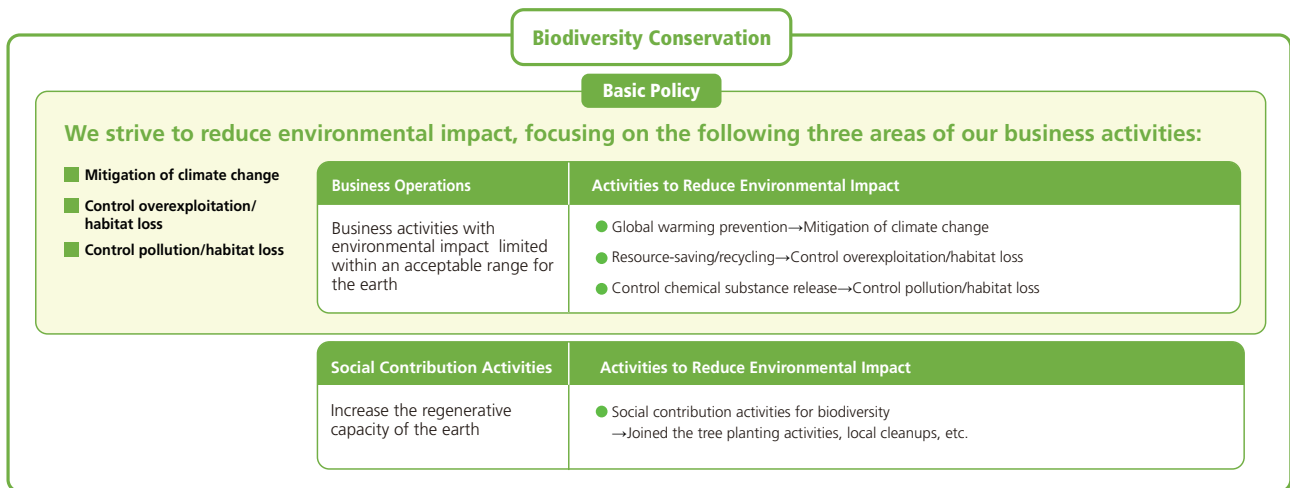 Biodiversity Conservation
Basic Policy
We strive to reduce environmental impact, focusing on the following three areas of our business activities:
Mitigation of climate change
Control overexploitation/
habitat loss
Control pollution/habitat loss
Business Operations
Activities to Reduce Environmental Impact
Business activities with
environmental impact limited
within an acceptable range for
the earth
Global warming prevention→Mitigation of climate change
Resource-saving/recycling→Control overexploitation/habitat loss
Control chemical substance release→Control pollution/habitat loss
Social Contribution Activities
Activities to Reduce Environmental Impact
Increase the regenerative
capacity of the earth
Social contribution activities for biodiversity
→Joined the tree planting activities, local cleanups, etc.